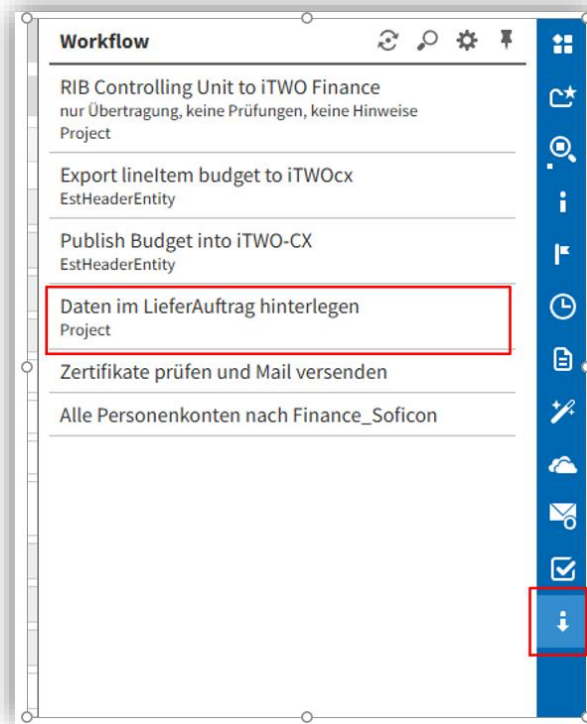 Workflow
RIB Controlling Unit to iTWO Finance
nur Übertragung, keine Prüfungen, keine Hinweise
Project
Export lineItem budget to iTWOcx
EstHeaderEntity
Publish Budget into iTWO-CX
EstHeaderEntity
Daten im LieferAuftrag hinterlegen
Project
Zertifikate prüfen und Mail versenden
Alle Personenkonten nach Finance_Soficon